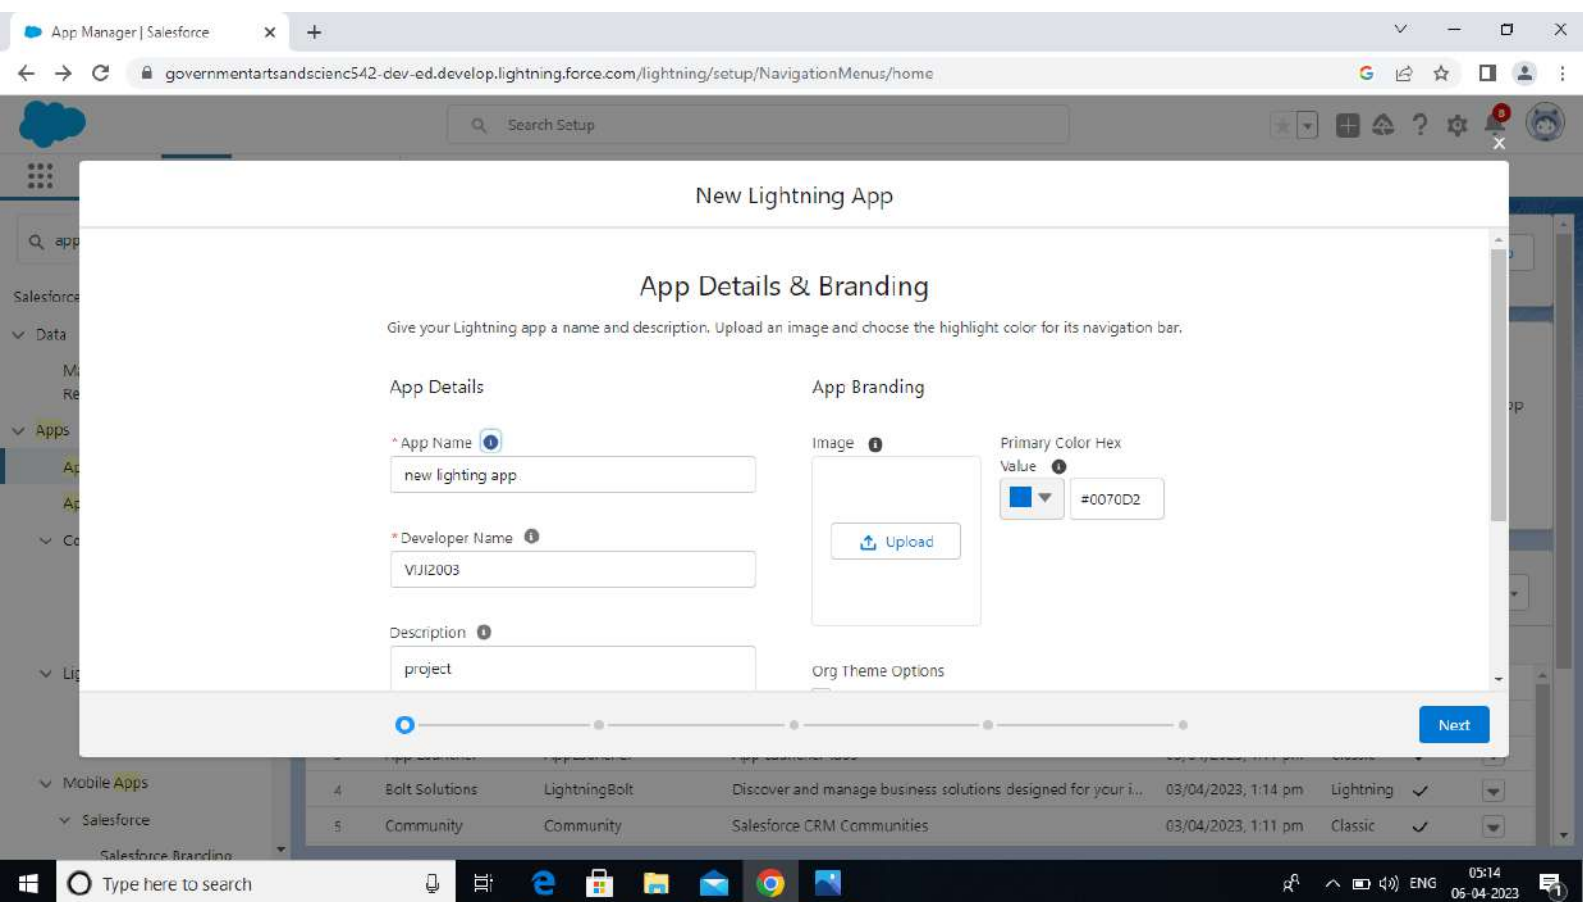 App Manager | Salesforce
governmentartsandscienc542-dev-ed.develop.lightning.force.com/lightning/setup/NavigationMenus/home
Search Setup
8
New Lightning App
app
App Details & Branding
Salesforce
Give your Lightning app a name and description. Upload an image and choose the highlight color for its navigation bar.
Data
App Details
App Branding
Apps
* App Name
Image
Primary Color Hex
Value
new lighting app
#0070D2
* Developer Name
Upload
VIJI2003
Description
project
Org Theme Options
Next
Mobile Apps
4 Bolt Solutions LightningBolt Discover and manage business solutions designed for your i... 03/04/2023, 1:14 pm Lightning
Salesforce
5 Community Community Salesforce CRM Communities 03/04/2023, 1:11 pm Classic
Salesforce Branding
Type here to search
ENG
05:14
06-04-2023
1